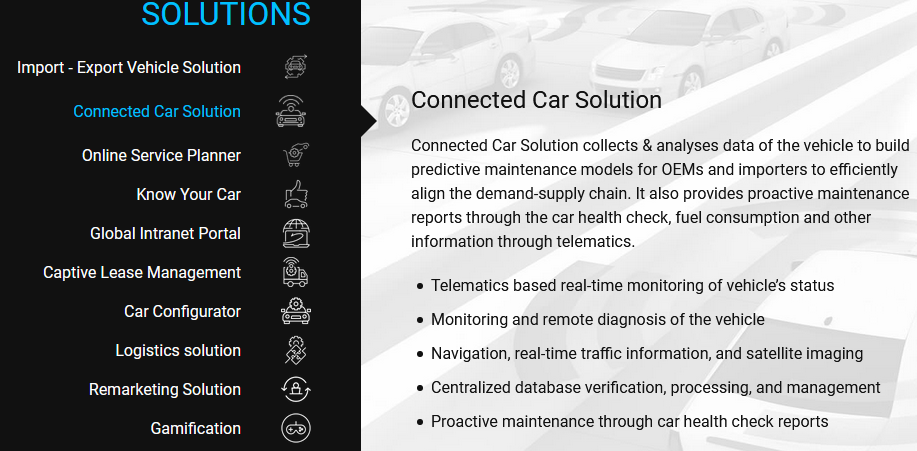 SOLUTIONS
Import - Export Vehicle Solution
Connected Car Solution
Online Service Planner
Know Your Car
Global Intranet Portal
Captive Lease Management
Car Configurator
Logistics solution
Remarketing Solution
Gamification
Connected Car Solution
Connected Car Solution collects & analyses data of the vehicle to build
predictive maintenance models for OEMs and importers to efficiently
align the demand-supply chain. It also provides proactive maintenance
reports through the car health check, fuel consumption and other
information through telematics.
Telematics based real-time monitoring of vehicle’s status
Monitoring and remote diagnosis of the vehicle
Navigation, real-time traffic information, and satellite imaging
Centralized database verification, processing, and management
Proactive maintenance through car health check reports